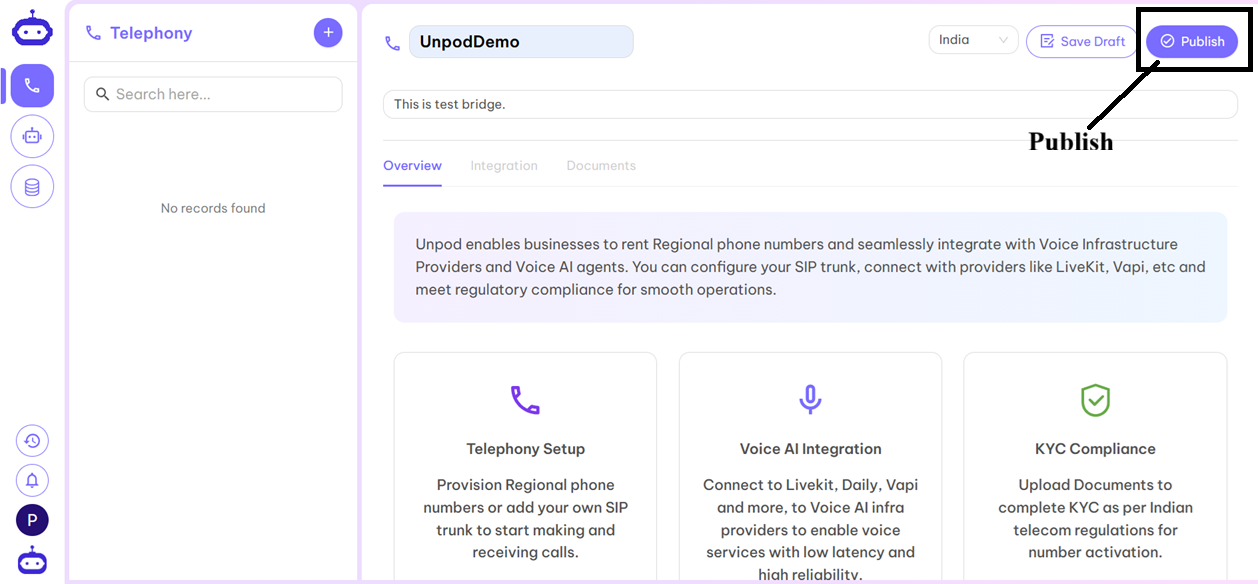 Telephony
+
Search here...
No records found
P
UnpodDemo
India
Save Draft
Publish
This is test bridge.
Publish
Overview
Integration
Documents
Unpod enables businesses to rent Regional phone numbers and seamlessly integrate with Voice Infrastructure
Providers and Voice AI agents. You can configure your SIP trunk, connect with providers like LiveKit, Vapi, etc and
meet regulatory compliance for smooth operations.
Telephony Setup
Provision Regional phone
numbers or add your own SIP
trunk to start making and
receiving calls.
Voice AI Integration
Connect to Livekit, Daily, Vapi
and more, to Voice AI infra
providers to enable voice
services with low latency and
high reliability.
KYC Compliance
Upload Documents to
complete KYC as per Indian
telecom regulations for
number activation.